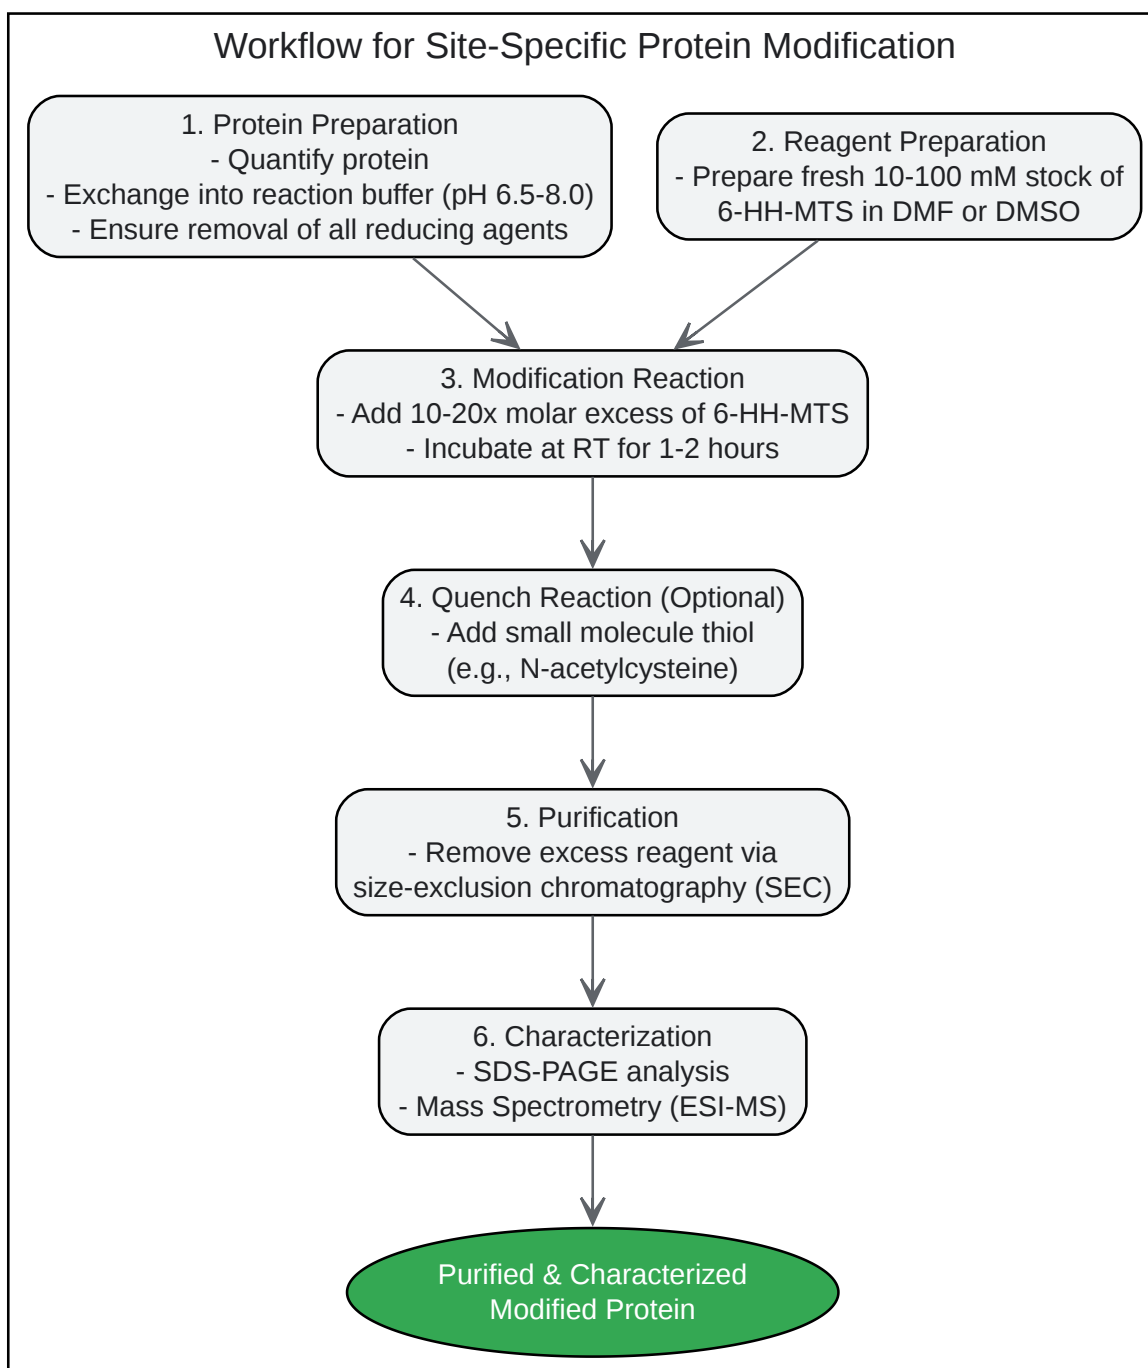 Workflow for Site-Specific Protein Modification
1. Protein Preparation
- Quantify protein
- Exchange into reaction buffer (pH 6.5-8.0)
- Ensure removal of all reducing agents
2. Reagent Preparation
- Prepare fresh 10-100 mM stock of
6-HH-MTS in DMF or DMSO
3. Modification Reaction
- Add 10-20x molar excess of 6-HH-MTS
- Incubate at RT for 1-2 hours
4. Quench Reaction (Optional)
- Add small molecule thiol
(e.g., N-acetylcysteine)
5. Purification
- Remove excess reagent via
size-exclusion chromatography (SEC)
6. Characterization
- SDS-PAGE analysis
- Mass Spectrometry (ESI-MS)
Purified & Characterized
Modified Protein